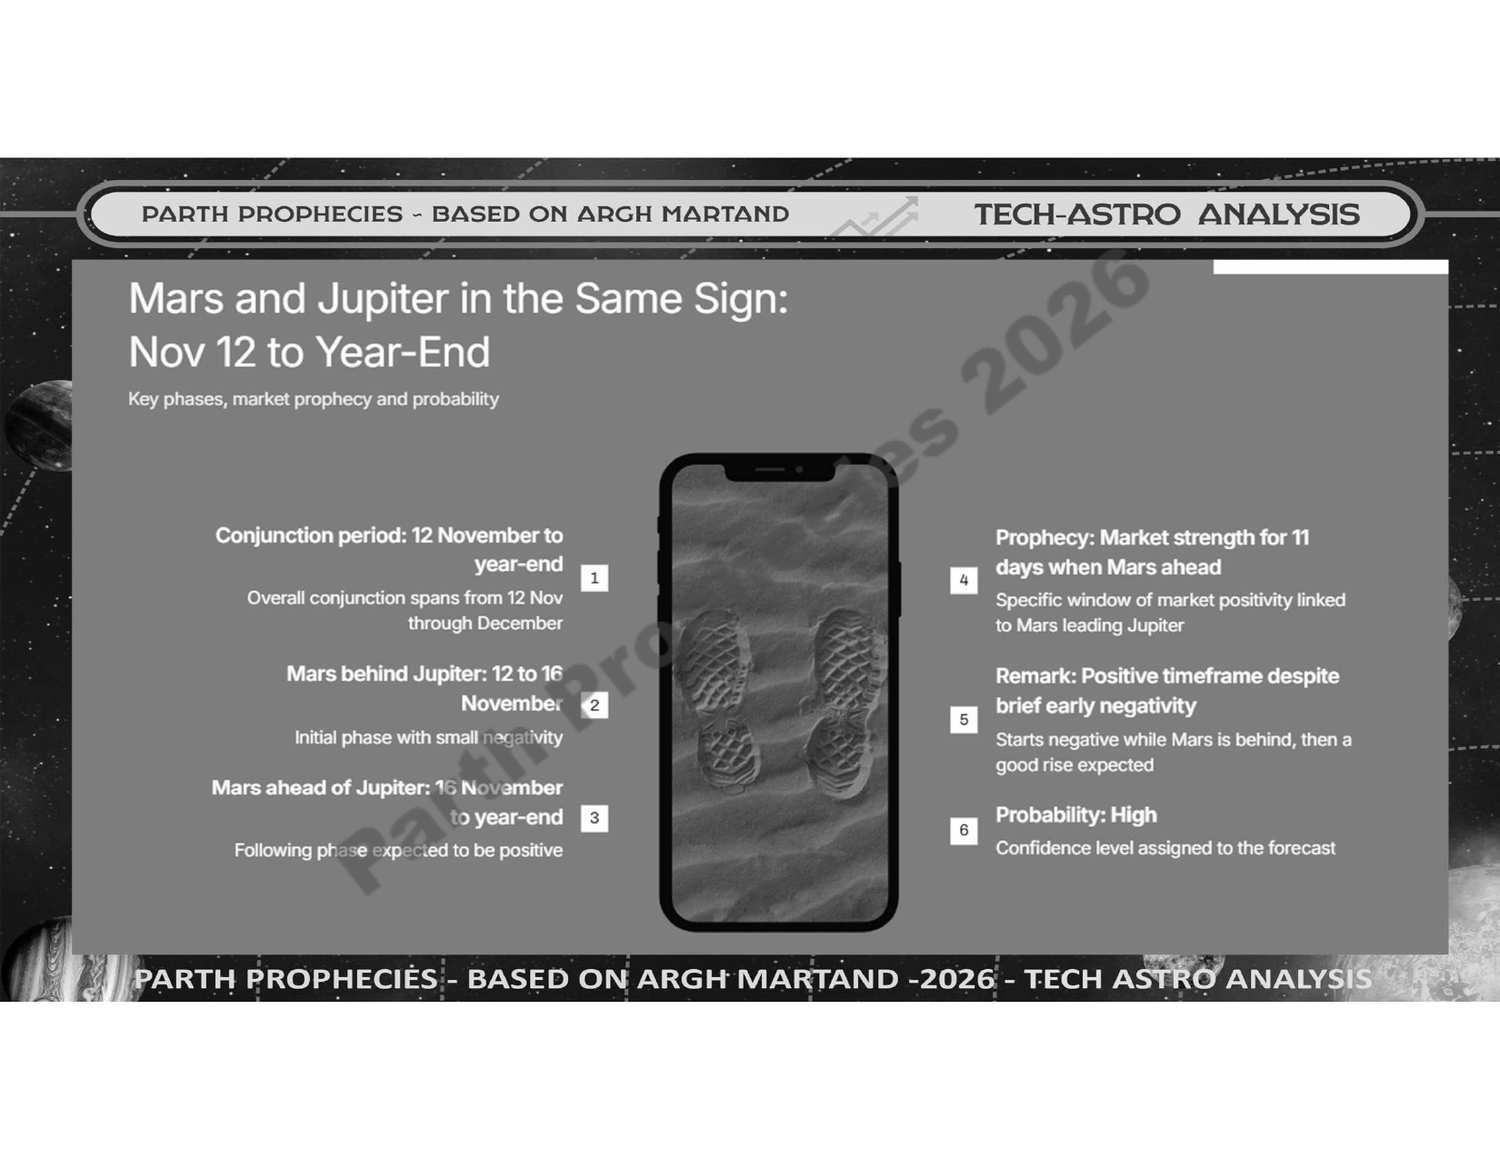 PARTH PROPHECIES ~ BASED ON ARGH MARTAND
TECH-ASTRO ANALYSIS
Mars and Jupiter in the Same Sign:
Nov 12 to Year-End
Key phases, market prophecy and probability
Conjunction period: 12 November to
year-end
1
Overall conjunction spans from 12 Nov
through December
Mars behind Jupiter: 12 to 16
November
2
Initial phase with small negativity
Mars ahead of Jupiter: 16 November
to year-end
3
Following phase expected to be positive
Prophecy: Market strength for 11
days when Mars ahead
4
Specific window of market positivity linked
to Mars leading Jupiter
Remark: Positive timeframe despite
brief early negativity
5
Starts negative while Mars is behind, then a
good rise expected
Probability: High
6
Confidence level assigned to the forecast
Parth Prophecies 2026
PARTH PROPHECIES - BASED ON ARGH MARTAND -2026 - TECH ASTRO ANALYSIS